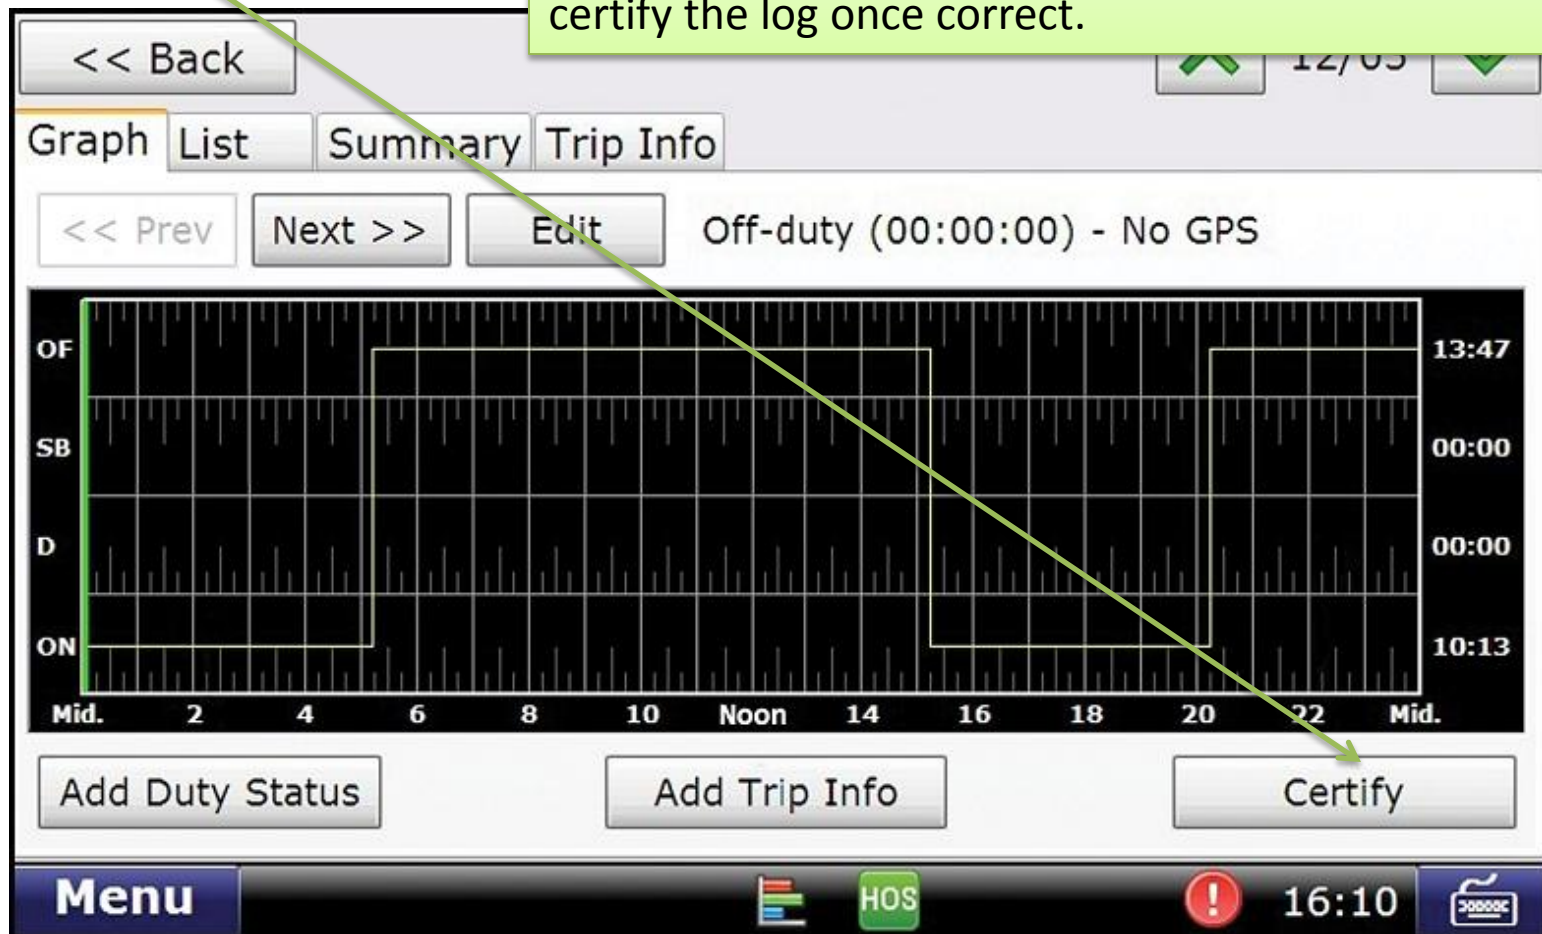 certify the log once correct.
<< Back
12/05
Graph List Summary Trip Info
<< Prev Next >> Edit Off-duty (00:00:00) - No GPS
OF 13:47
SB 00:00
D 00:00
ON 10:13
Mid. 2 4 6 8 10 Noon 14 16 18 20 22 Mid.
Add Duty Status Add Trip Info Certify
Menu HOS ! 16:10